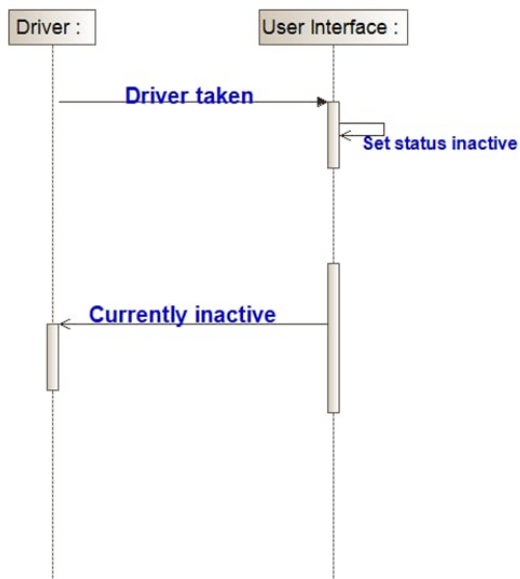 Driver :
User Interface :
Driver taken
Set status inactive
Currently inactive